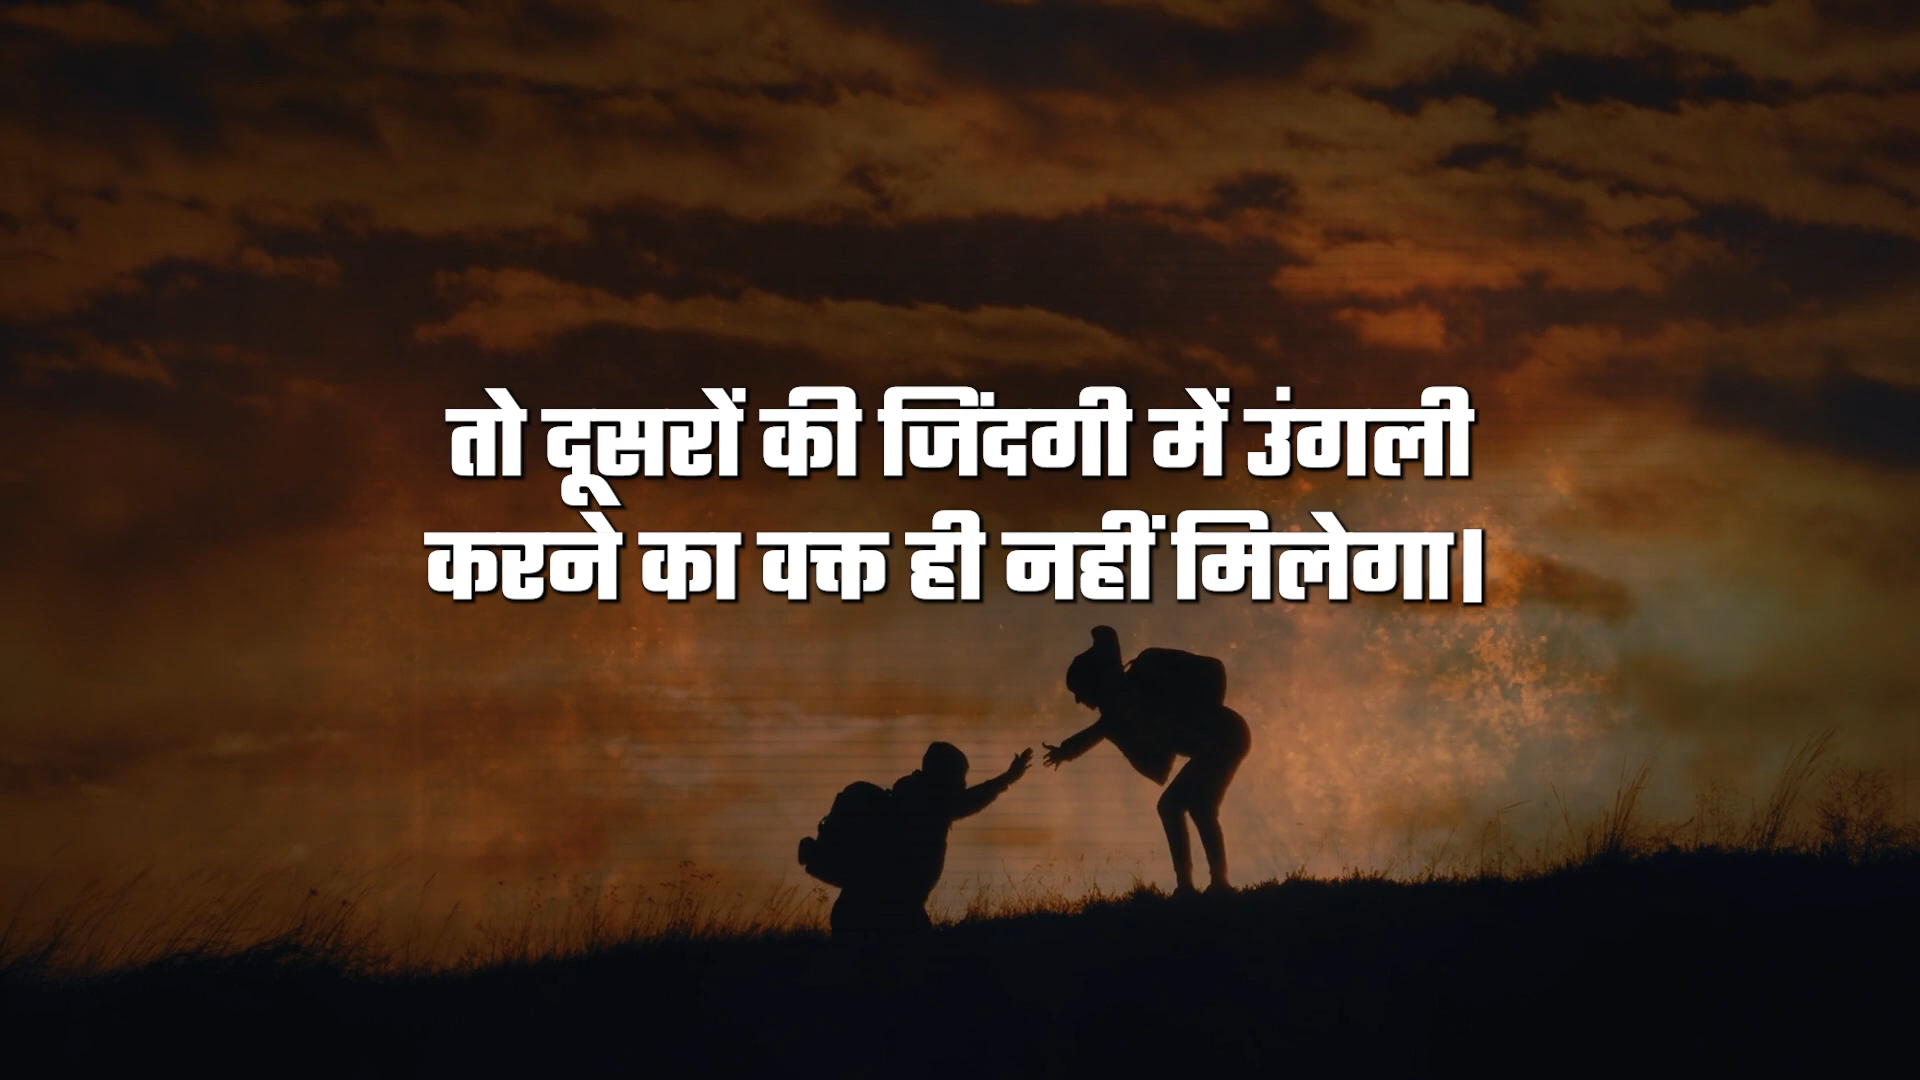 तो दूसरों की जिंदगी में उंगली
करने का वक्त ही नहीं मिलेगा।